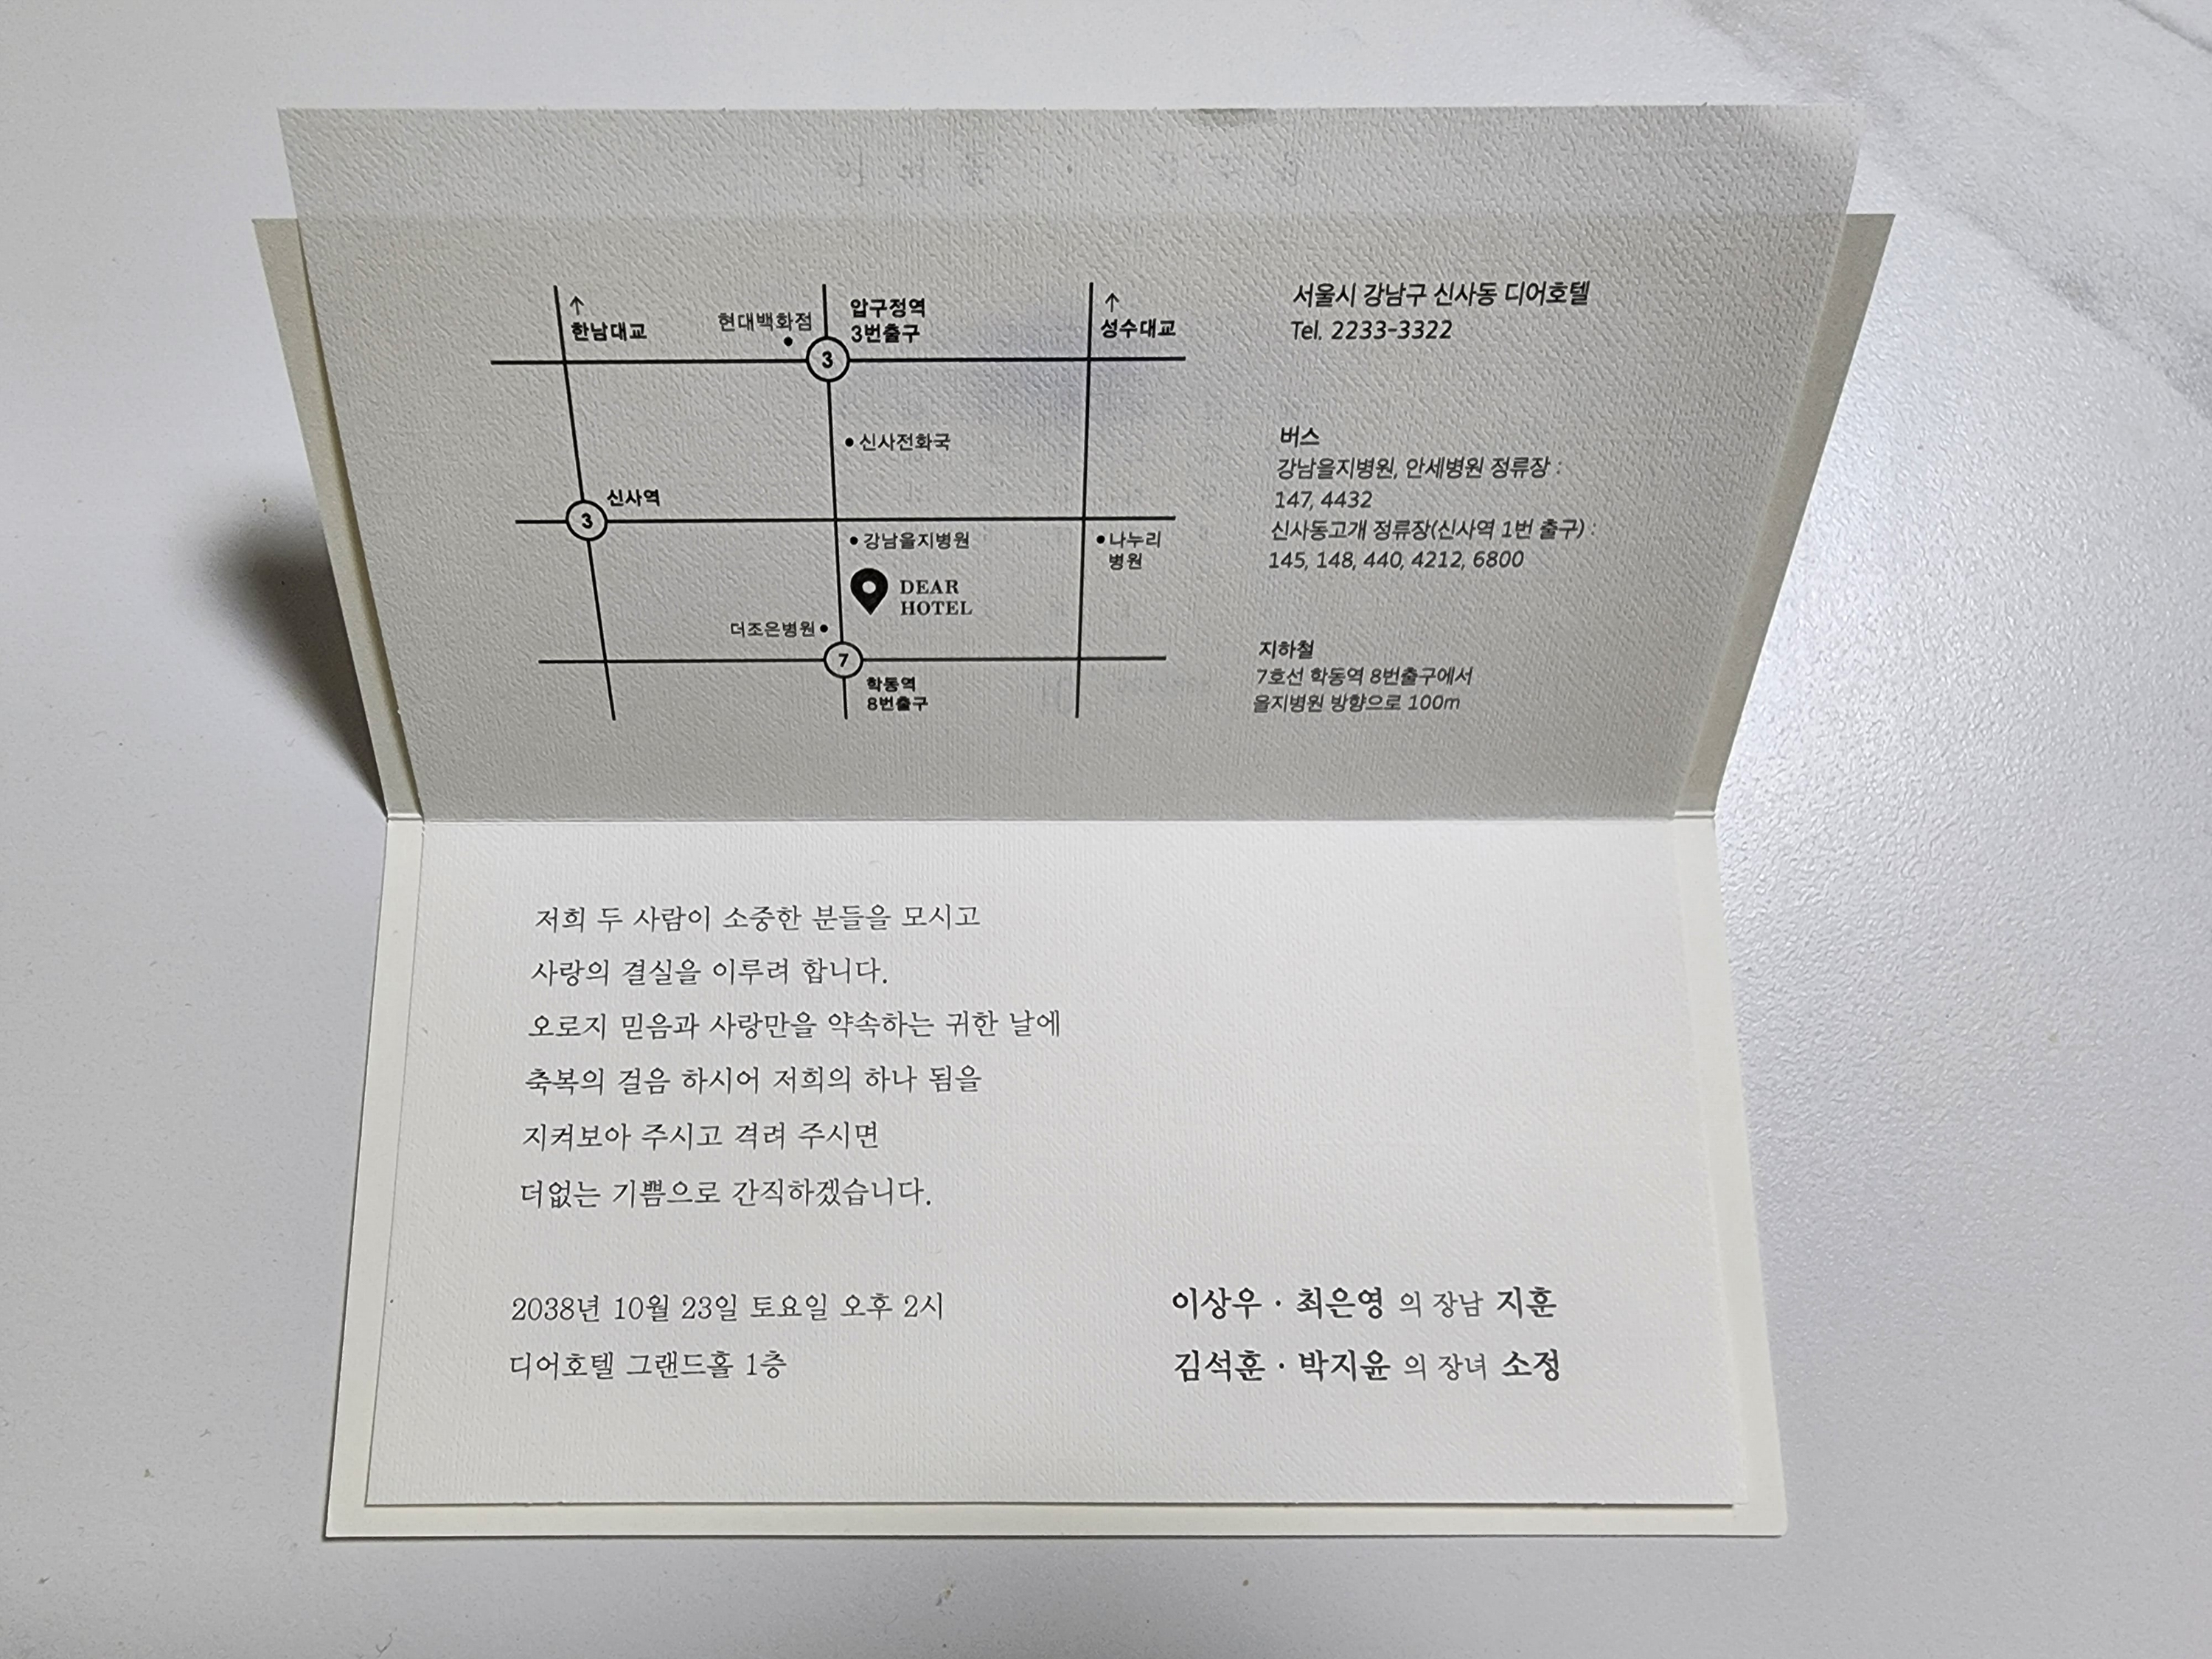 ↑
한남대교
현대백화점
압구정역
3번출구
3
↑
성수대교
신사전화국
신사역
3
강남을지병원
나누리
병원
DEAR
HOTEL
더조은병원
7
학동역
8번출구
서울시 강남구 신사동 디어호텔
Tel. 2233-3322
버스
강남을지병원, 안세병원 정류장 :
147, 4432
신사동고개 정류장(신사역 1번 출구) :
145, 148, 440, 4212, 6800
지하철
7호선 학동역 8번출구에서
을지병원 방향으로 100m
저희 두 사람이 소중한 분들을 모시고
사랑의 결실을 이루려 합니다.
오로지 믿음과 사랑만을 약속하는 귀한 날에
축복의 걸음 하시어 저희의 하나 됨을
지켜보아 주시고 격려 주시면
더없는 기쁨으로 간직하겠습니다.
2038년 10월 23일 토요일 오후 2시
디어호텔 그랜드홀 1층
이상우 · 최은영 의 장남 지훈
김석훈 · 박지윤 의 장녀 소정